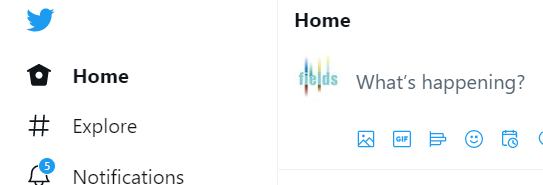 Home
Explore
5
Notifications
Home
fields
What's happening?
GIF